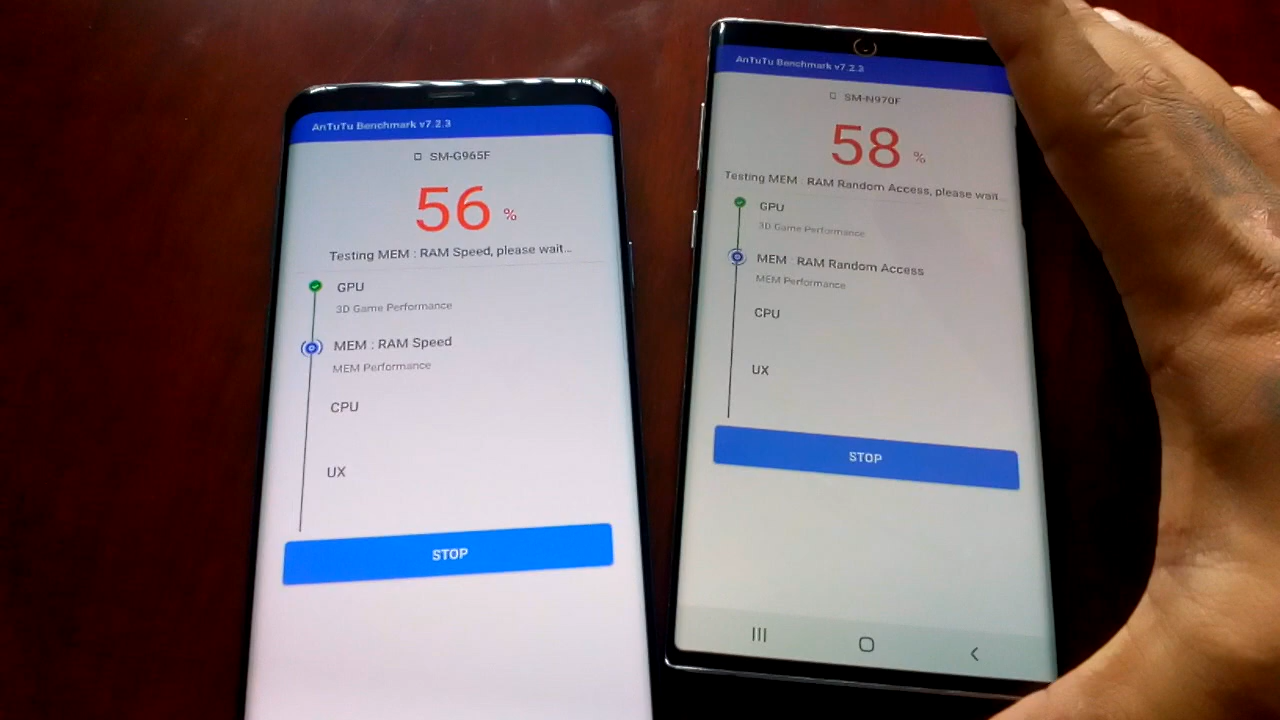 AnTuTu Benchmark v7.2.3
SM-G965F
56 %
Testing MEM : RAM Speed, please wait...
GPU
3D Game Performance
MEM : RAM Speed
MEM Performance
CPU
UX
STOP
AnTuTu Benchmark v7.2.3
SM-N970F
58 %
Testing MEM : RAM Random Access, please wait...
GPU
3D Game Performance
MEM : RAM Random Access
MEM Performance
CPU
UX
STOP